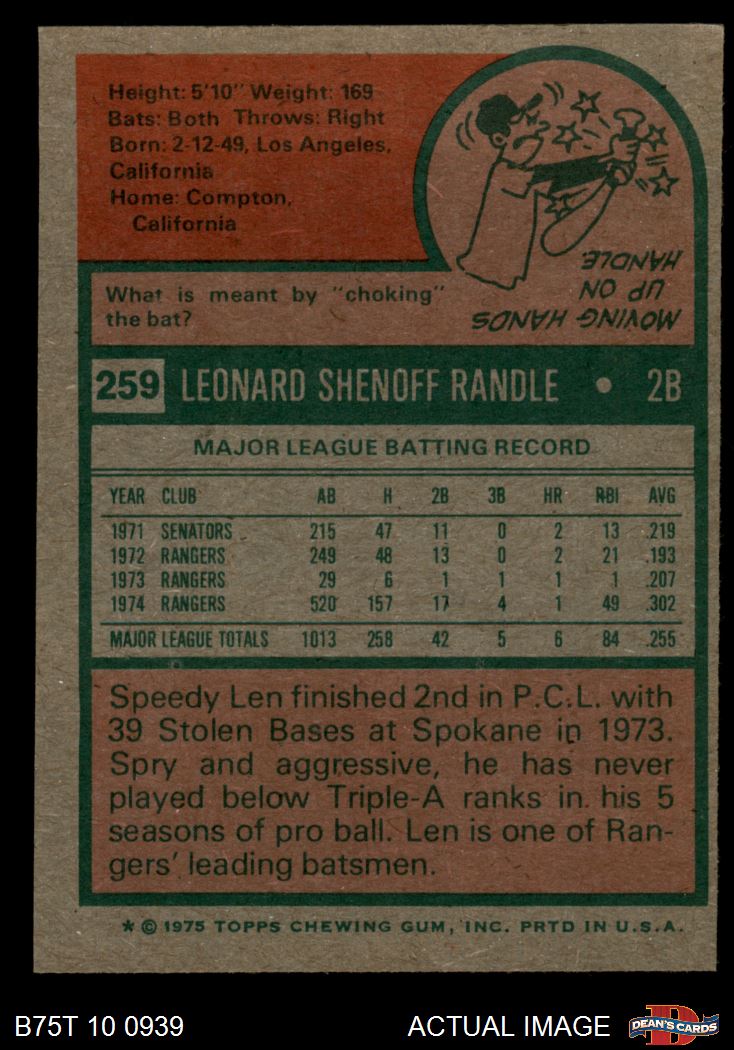 Height: 5'10" Weight: 169
Bats: Both Throws: Right
Born: 2-12-49, Los Angeles,
California
Home: Compton,
California
What is meant by "choking"
the bat?
MOVING HANDS
UP ON
HANDLE.
259 LEONARD SHENOFF RANDLE • 2B
MAJOR LEAGUE BATTING RECORD
YEAR CLUB AB H 2B 3B HR RBI AVG
1971 SENATORS 215 47 11 0 2 13 .219
1972 RANGERS 249 48 13 0 2 21 .193
1973 RANGERS 29 6 1 1 1 1 .207
1974 RANGERS 520 157 17 4 1 49 .302
MAJOR LEAGUE TOTALS 1013 258 42 5 6 84 .255
Speedy Len finished 2nd in P.C.L. with
39 Stolen Bases at Spokane in 1973.
Spry and aggressive, he has never
played below Triple-A ranks in his 5
seasons of pro ball. Len is one of Ran-
gers' leading batsmen.
* © 1975 TOPPS CHEWING GUM, INC. PRTD IN U.S.A.
B75T 10 0939 ACTUAL IMAGE DEAN'S CARDS